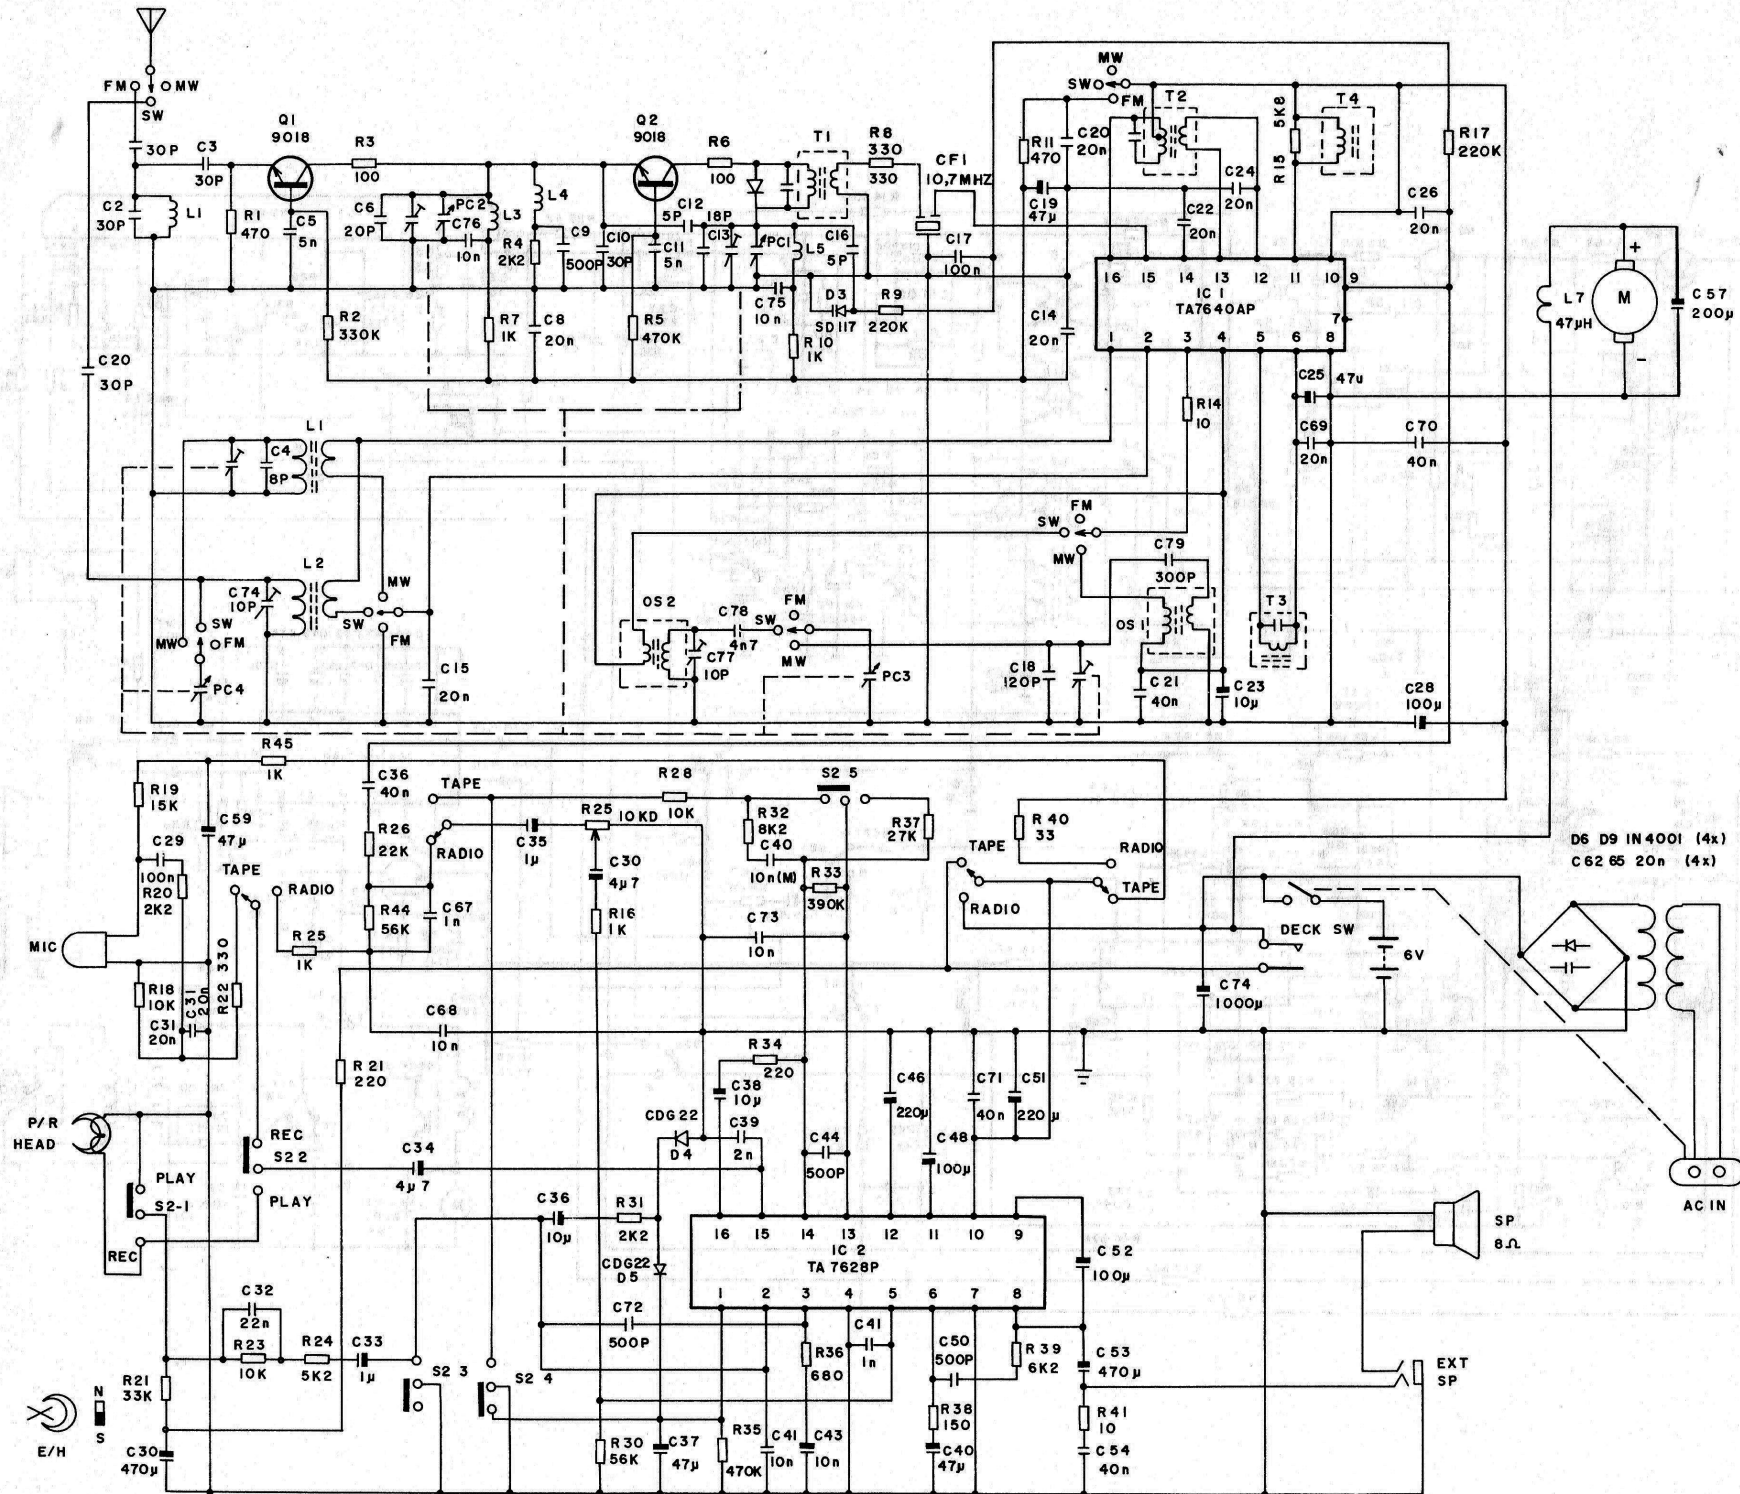 FM
MW
SW
30P
C3
30P
C2
30P
L1
Q1
9018
R1
470
C5
5n
R3
100
R2
330K
C6
20P
PC2
C76
10n
L3
L4
R4
2K2
C9
500P
R7
1K
C8
20n
Q2
9018
R6
100
T1
R8
330
330
CF1
10,7MHZ
C12
5P
18P
C10
30P
C11
5n
C13
PC1
L5
C16
5P
R5
470K
C75
10n
D3
SD117
R9
220K
R10
1K
C17
100n
C14
20n
MW
SW
FM
R11
470
C20
20n
T2
C19
47µ
C22
20n
C24
20n
5K8
R15
T4
C26
20n
R17
220K
16 15 14 13 12 11 10 9
IC 1
TA7640AP
7
1 2 3 4 5 6 8
L7
47µH
M
+
-
C57
200µ
C20
30P
R14
10
C25
47u
C69
20n
C70
40n
L1
C4
8P
L2
C74
10P
SW
MW
FM
PC4
MW
SW
FM
C15
20n
OS2
C77
10P
C78
4n7
SW
FM
MW
PC3
SW
FM
MW
C79
300P
OS 1
C18
120P
C21
40n
C23
10µ
T3
C28
100µ
R45
1K
R19
15K
C59
47µ
C29
100n
R20
2K2
TAPE
RADIO
MIC
R18
10K
C31
20n
C31
20n
R22 330
R25
1K
C36
40n
R26
22K
R44
56K
C67
1n
TAPE
RADIO
C35
1µ
R25
10KD
C30
4µ7
R16
1K
R28
10K
R32
8K2
C40
10n(M)
S2 5
R33
390K
R37
27K
C73
10n
R40
33
TAPE
RADIO
RADIO
TAPE
DECK SW
6V
C74
1000µ
D6 D9 IN4001 (4x)
C62 65 20n (4x)
C68
10n
R21
220
R34
220
C38
10µ
C46
220µ
C71
40n
C51
220µ
P/R
HEAD
REC
S22
PLAY
PLAY
S2-1
REC
C34
4µ7
CDG22
D4
C39
2n
C44
500P
C48
100µ
C36
10µ
R31
2K2
CDG22
D5
16 15 14 13 12 11 10 9
IC 2
TA7628P
1 2 3 4 5 6 7 8
C52
100µ
SP
8Ω
AC IN
C32
22n
R23
10K
R24
5K2
C33
1µ
S2 3
S2 4
C72
500P
R36
680
C41
1n
C50
500P
R39
6K2
C53
470µ
EXT
SP
R21
33K
N
S
E/H
C30
470µ
R30
56K
C37
47µ
R35
470K
C41
10n
C43
10n
R38
150
C40
47µ
R41
10
C54
40n